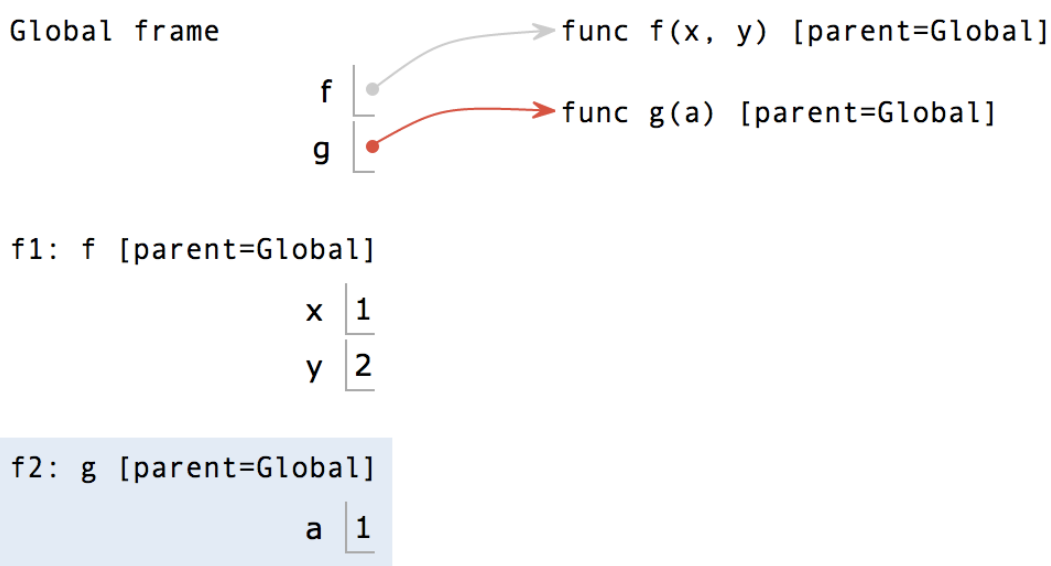 Global frame
func f(x, y) [parent=Global]
f
func g(a) [parent=Global]
g
f1: f [parent=Global]
x 1
y 2
f2: g [parent=Global]
a 1